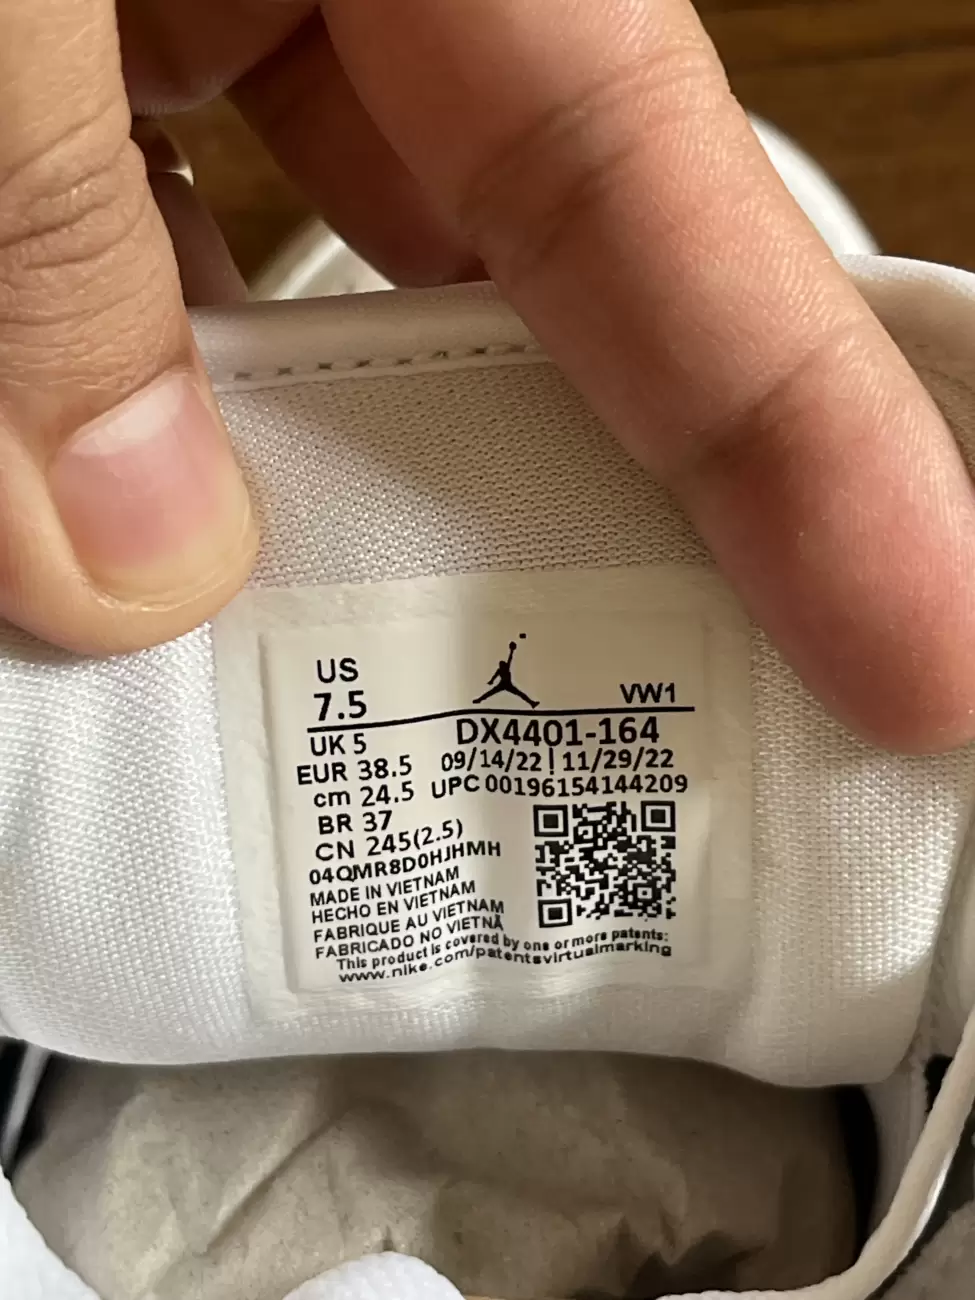 US
7.5
VW1
UK 5
DX4401-164
EUR 38.5
09/14/22 | 11/29/22
cm 24.5
UPC 00196154144209
BR 37
CN 245(2.5)
04QMR8D0HJHMH
MADE IN VIETNAM
HECHO EN VIETNAM
FABRIQUE AU VIETNAM
FABRICADO NO VIETNÃ
This product is covered by one or more patents:
www.nike.com/patentsvirtualmarking